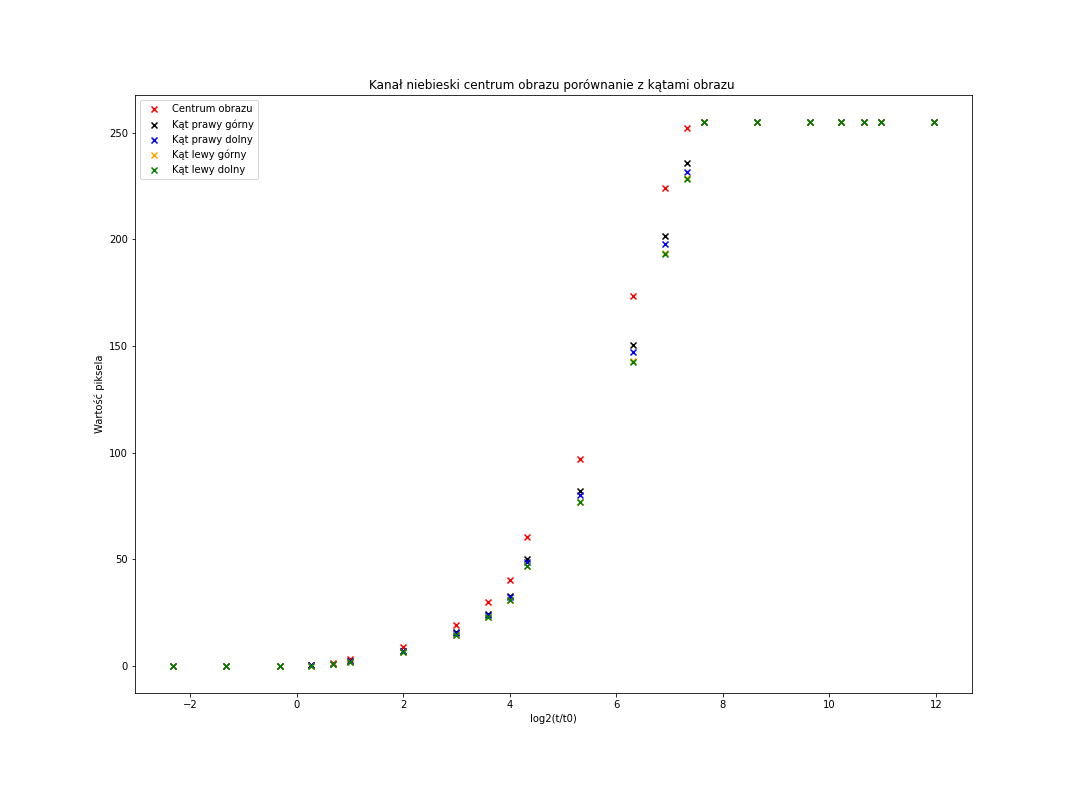 Kanał niebieski centrum obrazu porównanie z kątami obrazu
Centrum obrazu
Kąt prawy górny
Kąt prawy dolny
Kąt lewy górny
Kąt lewy dolny
250
200
150
100
50
0
Wartość piksela
−2
0
2
4
6
8
10
12
log2(t/t0)